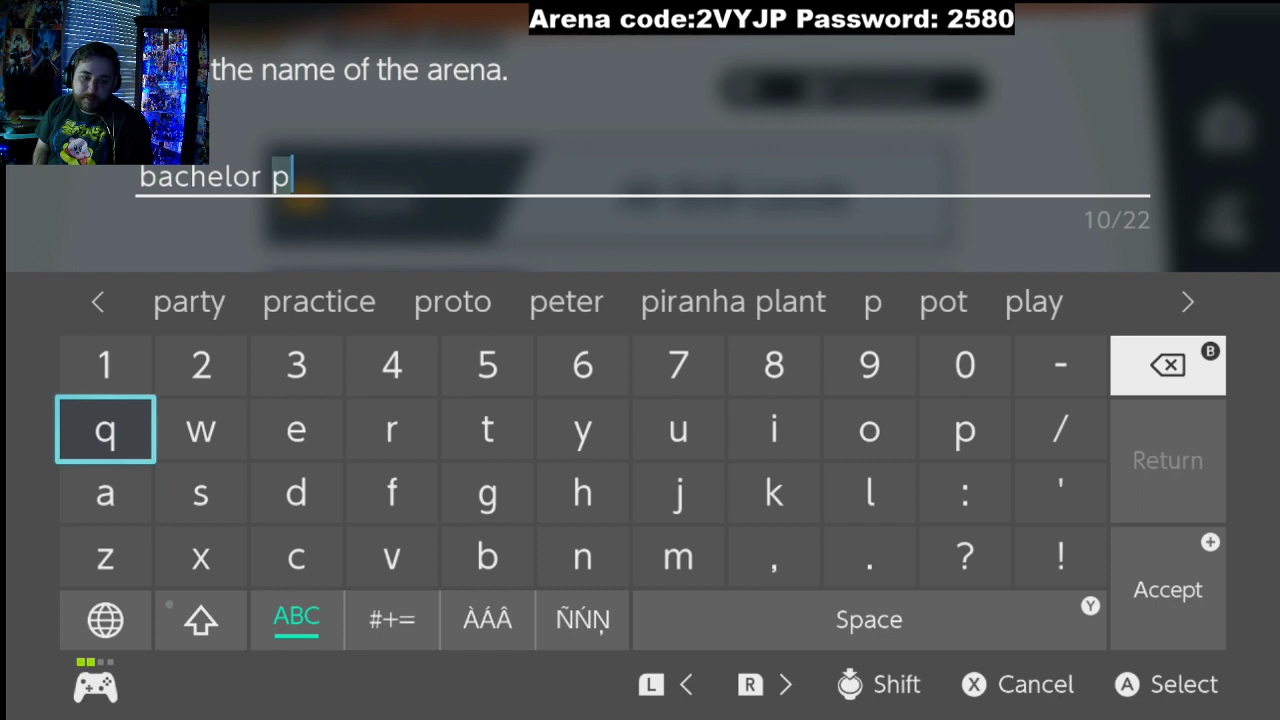 Arena code:2VYJP Password: 2580
the name of the arena.
bachelor p
10/22
party practice proto peter piranha plant p pot play
1 2 3 4 5 6 7 8 9 0 - B
q w e r t y u i o p / Return
a s d f g h j k l : '
z x c v b n m , . ? ! + Accept
ABC #+= ÀÁÂ ÑŃŅ Space Y
L R Shift X Cancel A Select